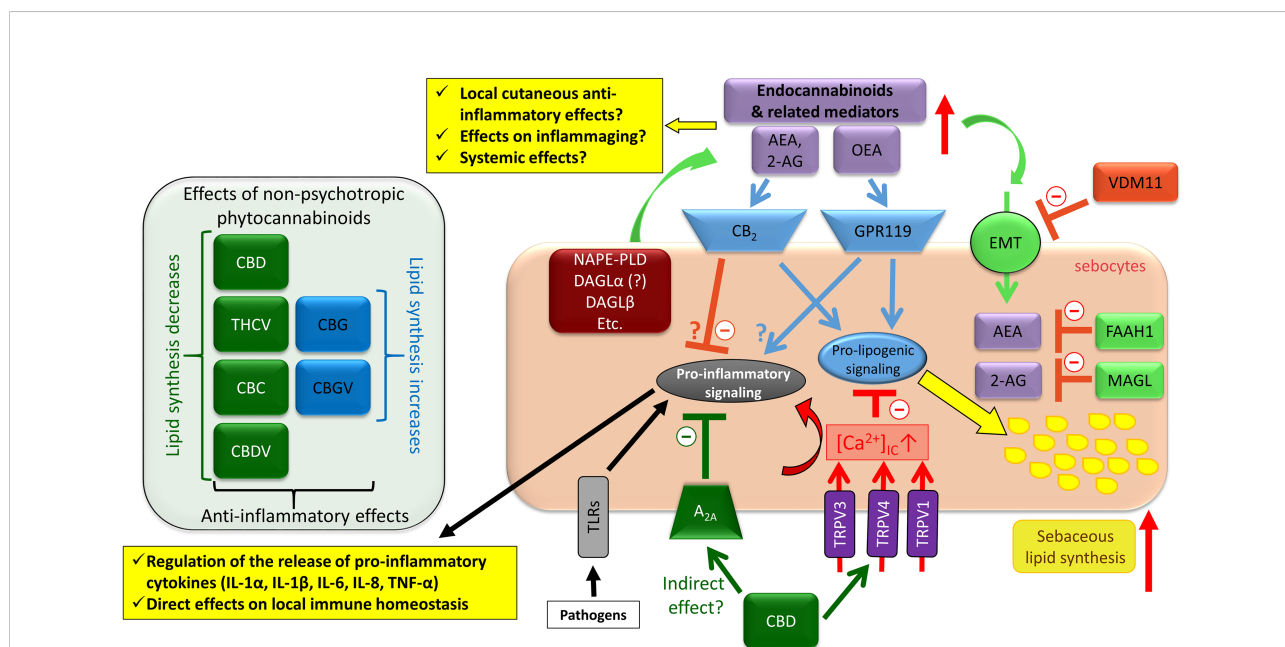 ✓ Local cutaneous anti-
inflammatory effects?
✓ Effects on inflammaging?
✓ Systemic effects?
Endocannabinoids
& related mediators
AEA,
2-AG
OEA
VDM11
Effects of non-psychotropic
phytocannabinoids
Lipid synthesis decreases
CBD
THCV
CBC
CBDV
CBG
CBGV
Lipid synthesis increases
Anti-inflammatory effects
CB₂
GPR119
EMT
sebocytes
NAPE-PLD
DAGLα (?)
DAGLβ
Etc.
?
?
Pro-inflammatory
signaling
Pro-lipogenic
signaling
AEA
FAAH1
2-AG
MAGL
[Ca²⁺]IC↑
TLRs
A₂A
TRPV3
TRPV4
TRPV1
Sebaceous
lipid synthesis
✓Regulation of the release of pro-inflammatory
cytokines (IL-1α, IL-1β, IL-6, IL-8, TNF-α)
✓Direct effects on local immune homeostasis
Pathogens
Indirect
effect?
CBD